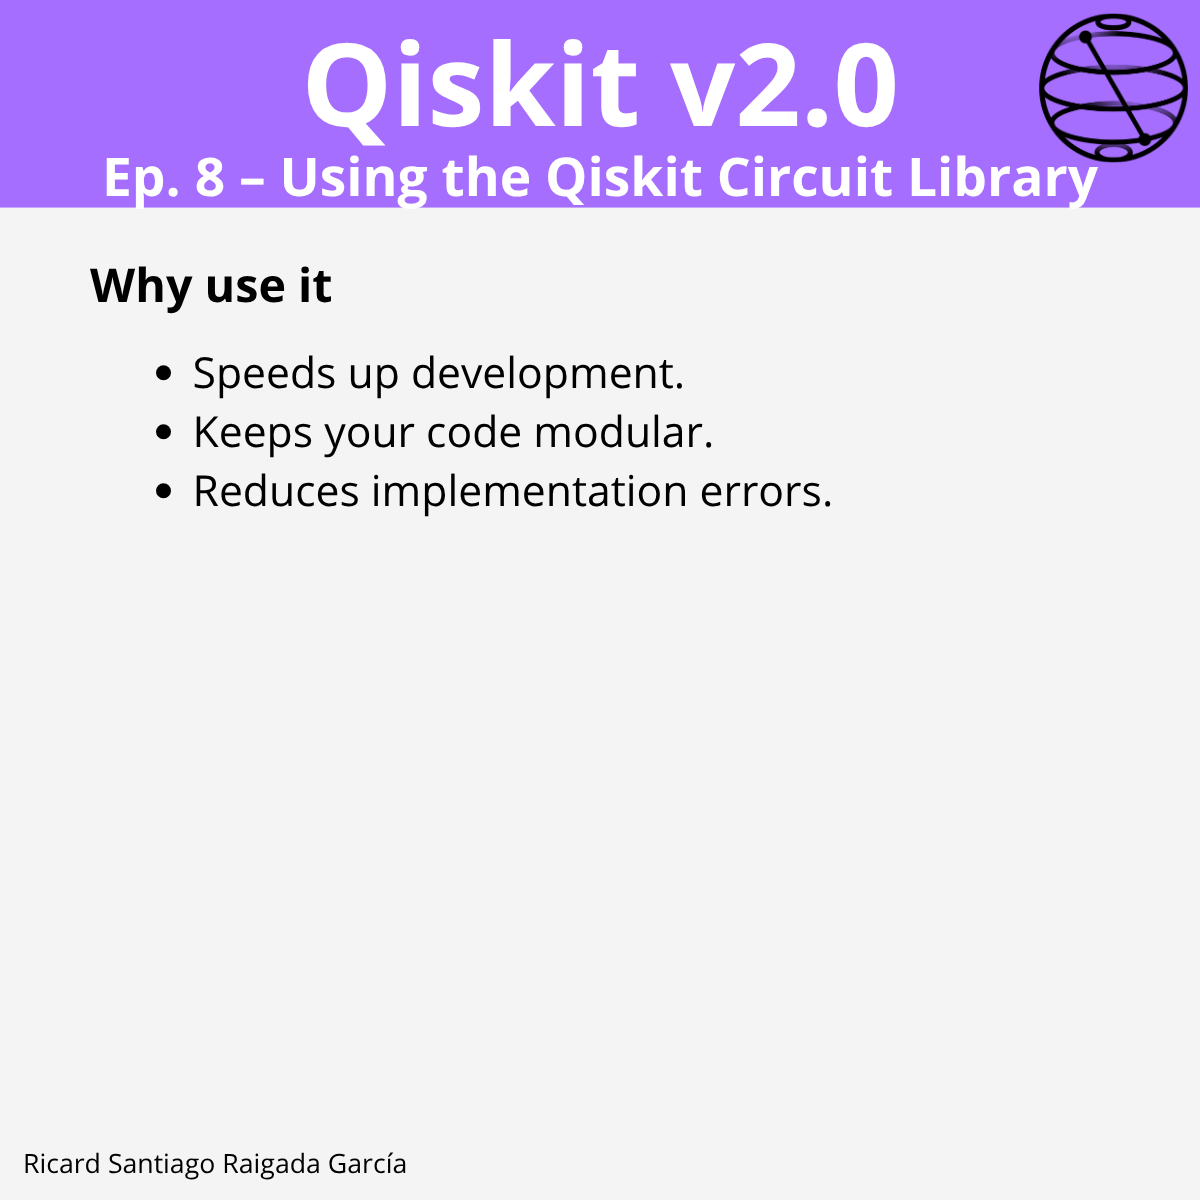 Qiskit v2.0
Ep. 8 – Using the Qiskit Circuit Library
Why use it
• Speeds up development.
• Keeps your code modular.
• Reduces implementation errors.
Ricard Santiago Raigada García